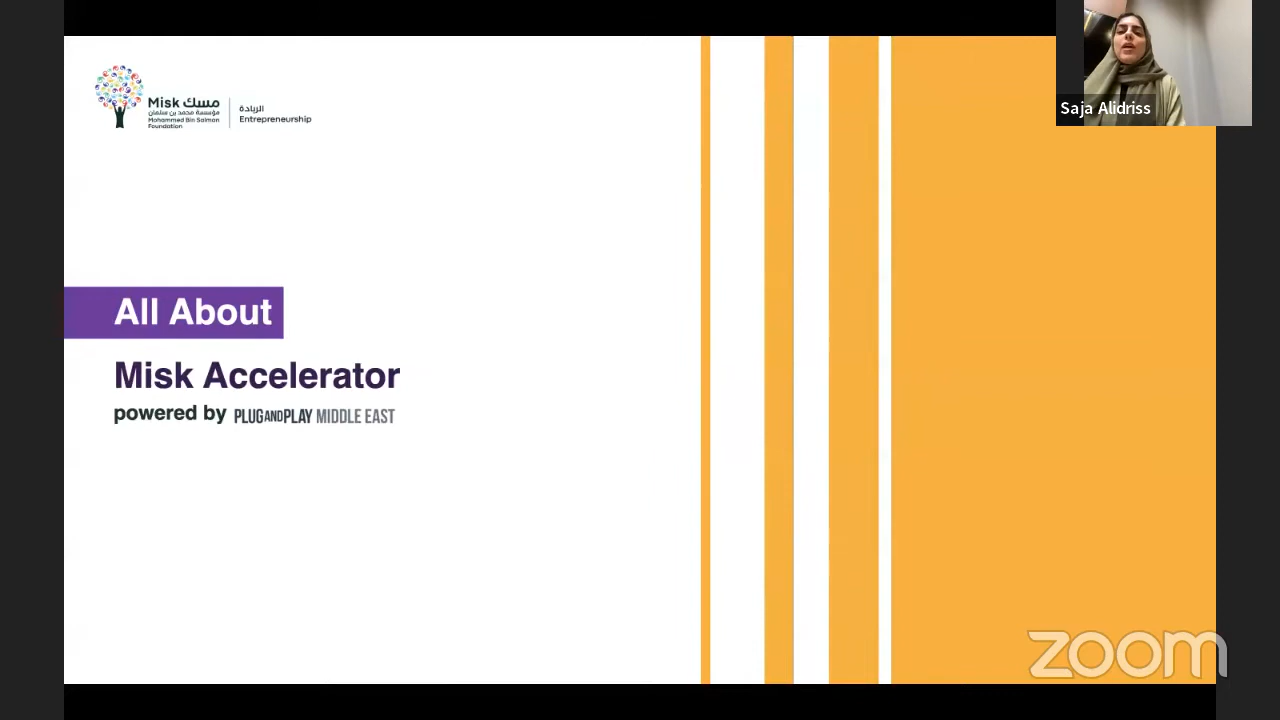 Misk مسك
مؤسسة محمد بن سلمان
Mohammed Bin Salman
Foundation
الريادة
Entrepreneurship
Saja Alidriss
All About
Misk Accelerator
powered by PLUGANDPLAY MIDDLE EAST
zoom